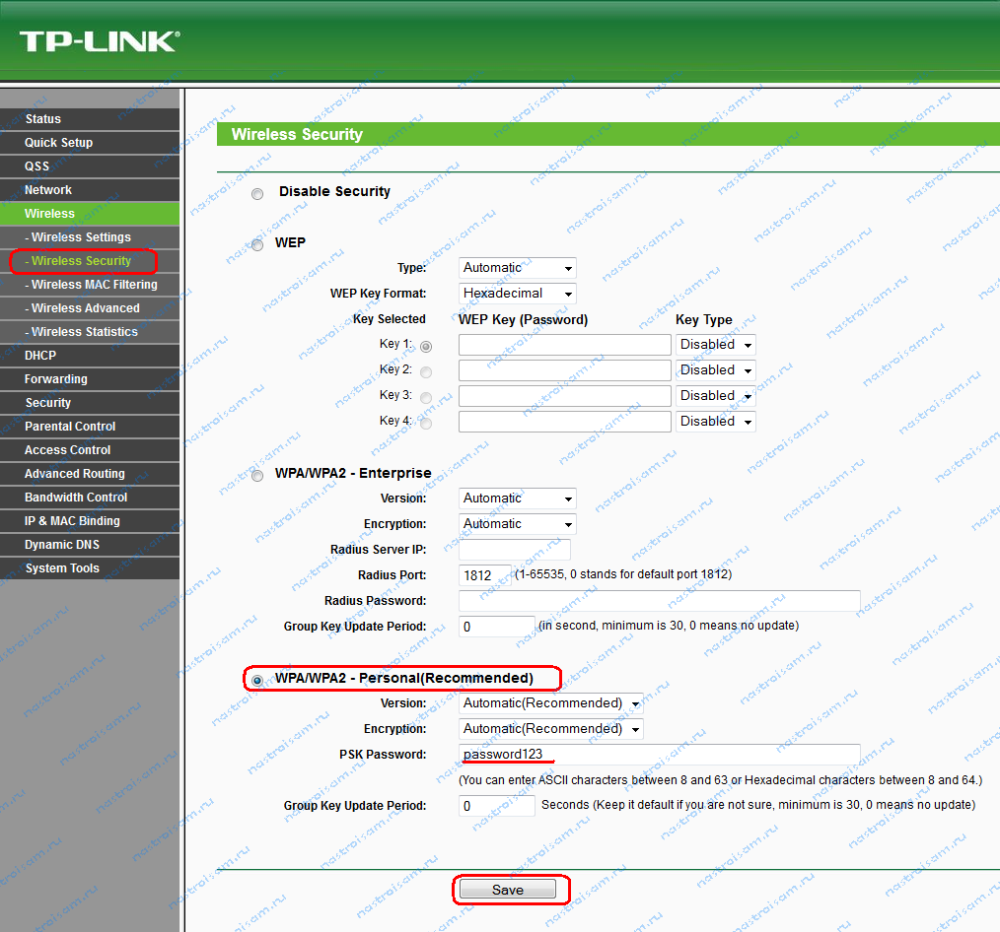 TP-LINK®
Status
Quick Setup
QSS
Network
Wireless
- Wireless Settings
- Wireless Security
- Wireless MAC Filtering
- Wireless Advanced
- Wireless Statistics
DHCP
Forwarding
Security
Parental Control
Access Control
Advanced Routing
Bandwidth Control
IP & MAC Binding
Dynamic DNS
System Tools
Wireless Security
Disable Security
WEP
Type: Automatic
WEP Key Format: Hexadecimal
Key Selected WEP Key (Password) Key Type
Key 1: Disabled
Key 2: Disabled
Key 3: Disabled
Key 4: Disabled
WPA/WPA2 - Enterprise
Version: Automatic
Encryption: Automatic
Radius Server IP:
Radius Port: 1812 (1-65535, 0 stands for default port 1812)
Radius Password:
Group Key Update Period: 0 (in second, minimum is 30, 0 means no update)
WPA/WPA2 - Personal(Recommended)
Version: Automatic(Recommended)
Encryption: Automatic(Recommended)
PSK Password: password123
(You can enter ASCII characters between 8 and 63 or Hexadecimal characters between 8 and 64.)
Group Key Update Period: 0 Seconds (Keep it default if you are not sure, minimum is 30, 0 means no update)
Save
nastroisam.ru